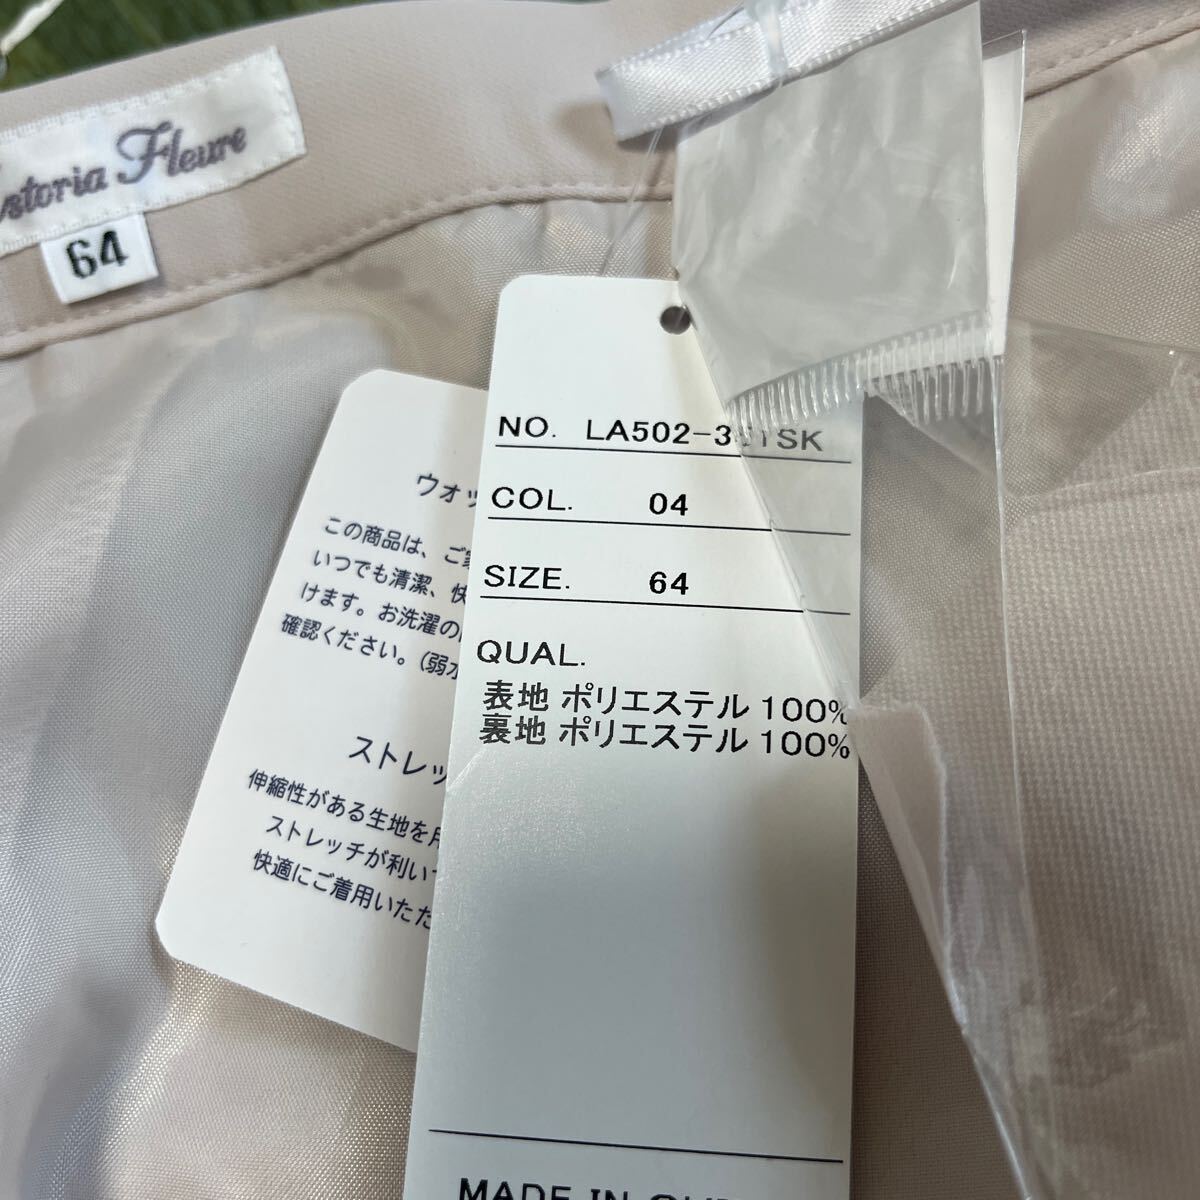 Fleure
64
NO. LA502-3
COL. 04
SIZE. 64
QUAL.
表地 ポリエステル 100%
裏地 ポリエステル 100%
MADE IN
ウォッ
この商品は、ご
いつでも清潔、快
けます。お洗濯の
確認ください。(弱水
ストレッ
伸縮性がある生地を
ストレッチが利い
快適にご着用いただ